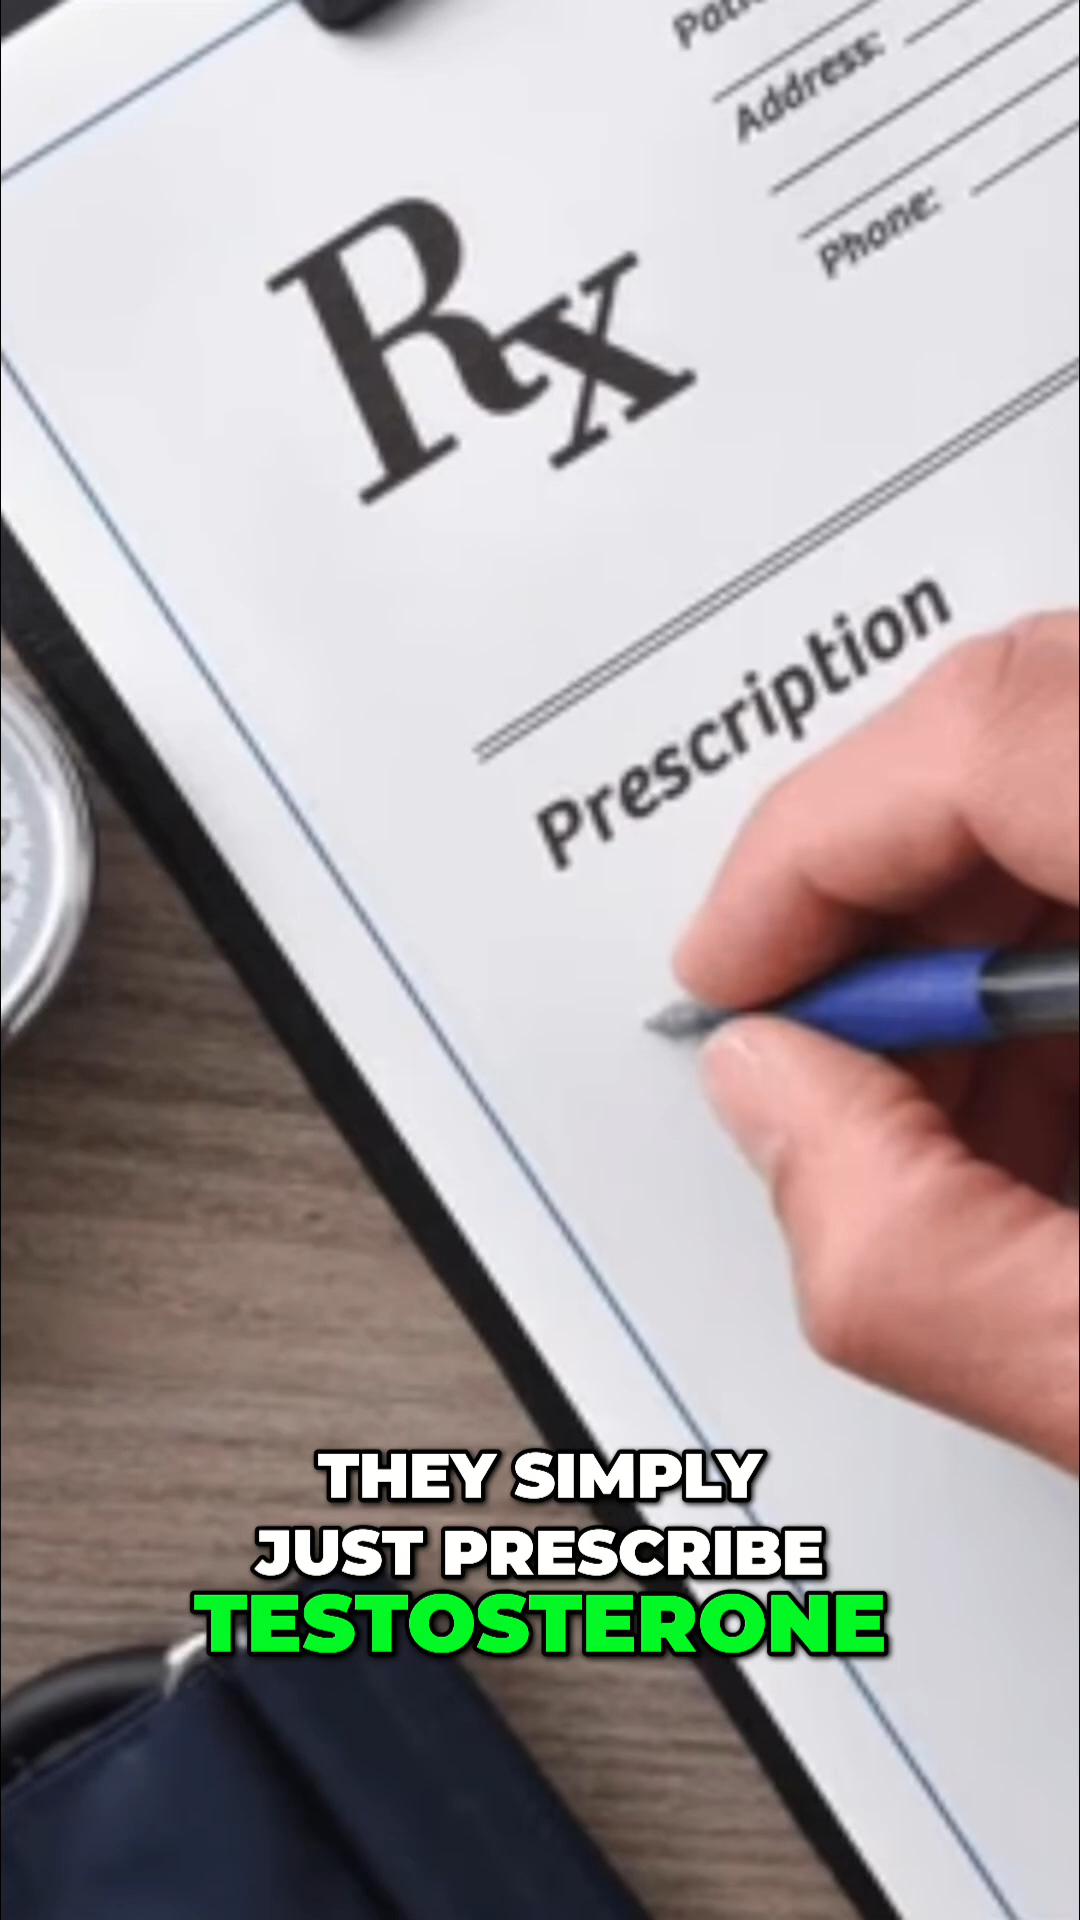 Address:
Phone:
Rx
Prescription
THEY SIMPLY
JUST PRESCRIBE
TESTOSTERONE